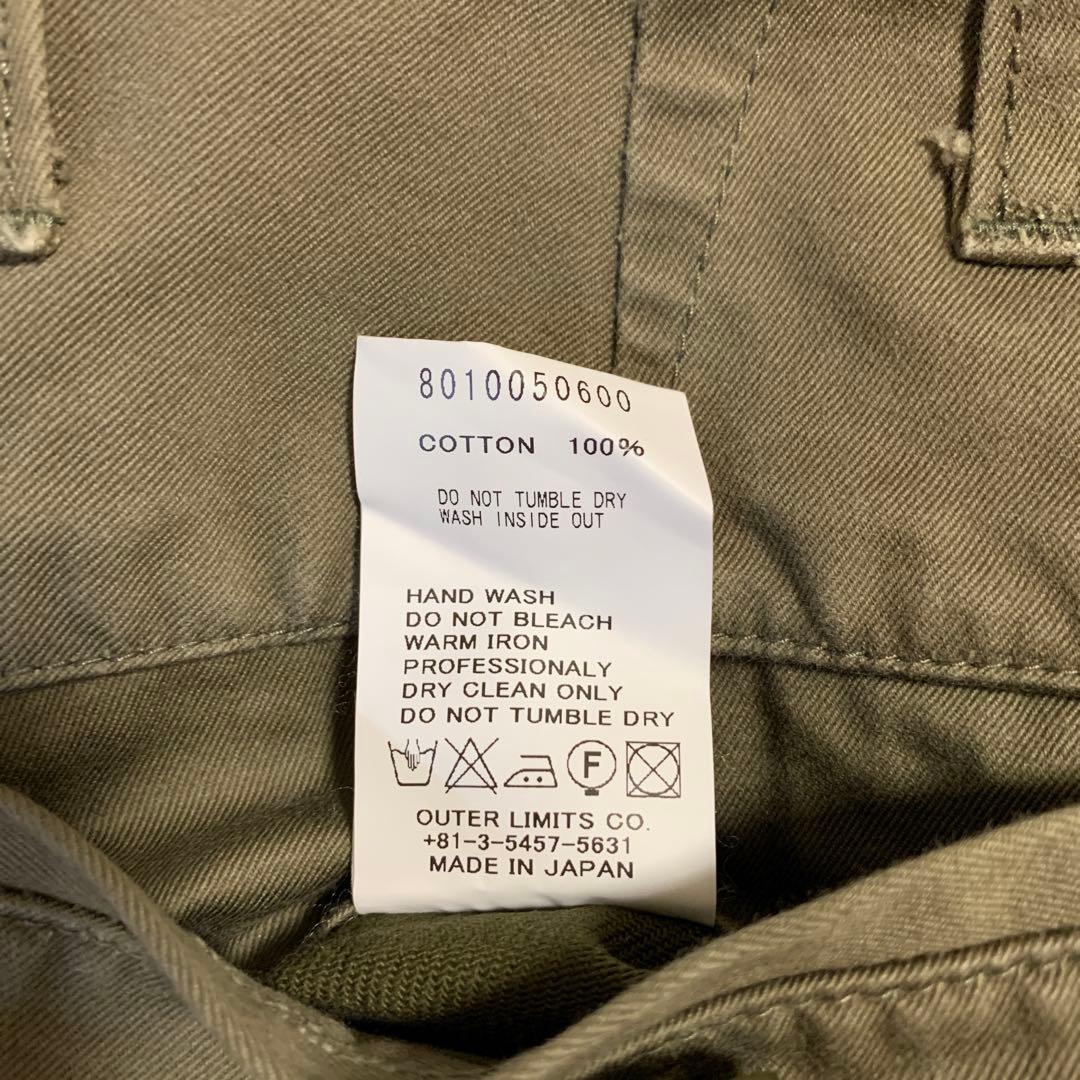 8010050600
COTTON 100%
DO NOT TUMBLE DRY
WASH INSIDE OUT
HAND WASH
DO NOT BLEACH
WARM IRON
PROFESSIONALY
DRY CLEAN ONLY
DO NOT TUMBLE DRY
F
OUTER LIMITS CO.
+81-3-5457-5631
MADE IN JAPAN